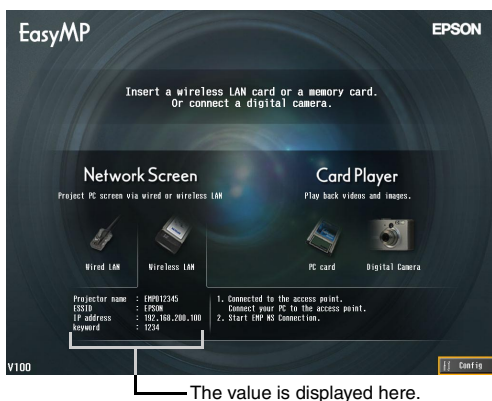 EasyMP
EPSON
Insert a wireless LAN card or a memory card.
Or connect a digital camera.
Network Screen
Project PC screen via wired or wireless LAN
Wired LAN
Wireless LAN
Card Player
Play back videos and images.
PC card
Digital Camera
Projector name : EMP012345
ESSID : EPSON
IP address : 192.168.200.100
keyword : 1234
1. Connected to the access point.
Connect your PC to the access point.
2. Start EMP NS Connection.
V100
Config
The value is displayed here.